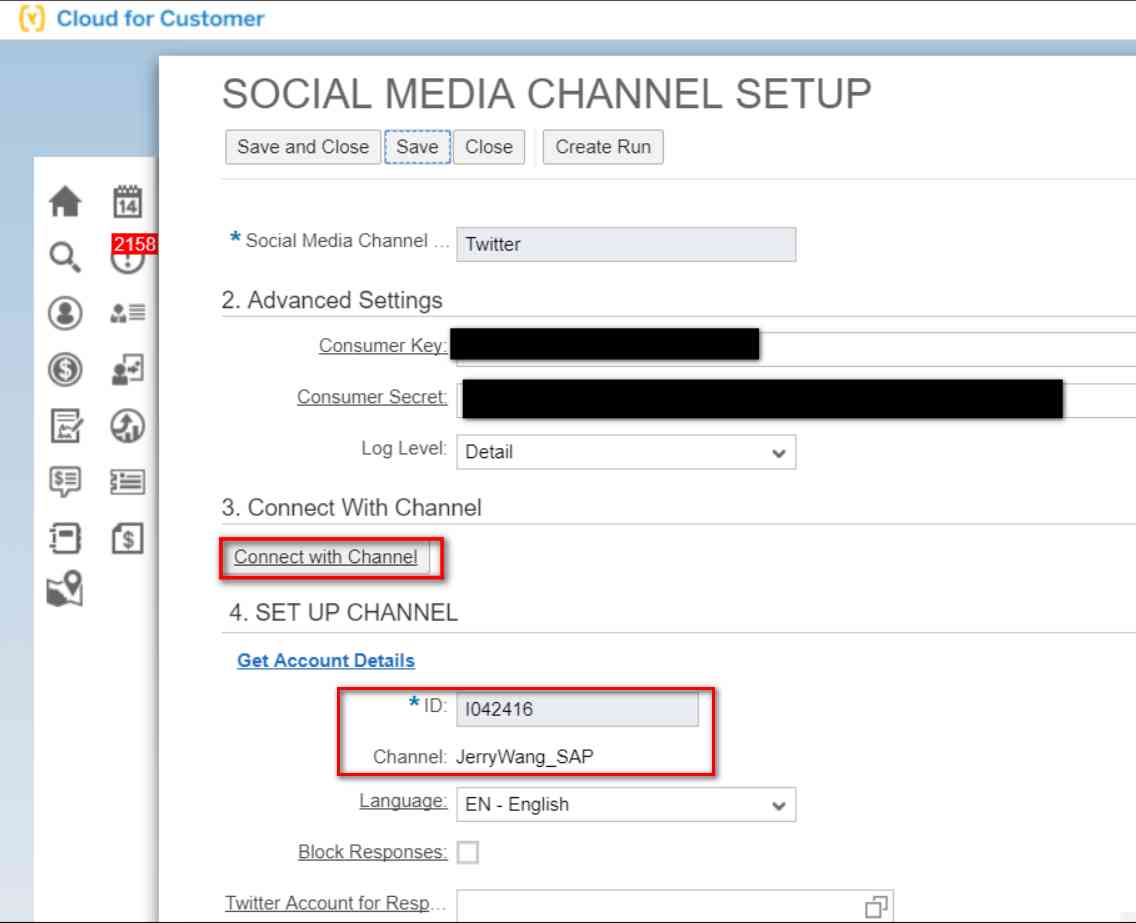 Cloud for Customer
SOCIAL MEDIA CHANNEL SETUP
Save and Close Save Close Create Run
14
2158
* Social Media Channel ... Twitter
2. Advanced Settings
Consumer Key:
Consumer Secret:
Log Level: Detail
3. Connect With Channel
Connect with Channel
4. SET UP CHANNEL
Get Account Details
* ID: I042416
Channel: JerryWang_SAP
Language: EN - English
Block Responses:
Twitter Account for Resp...